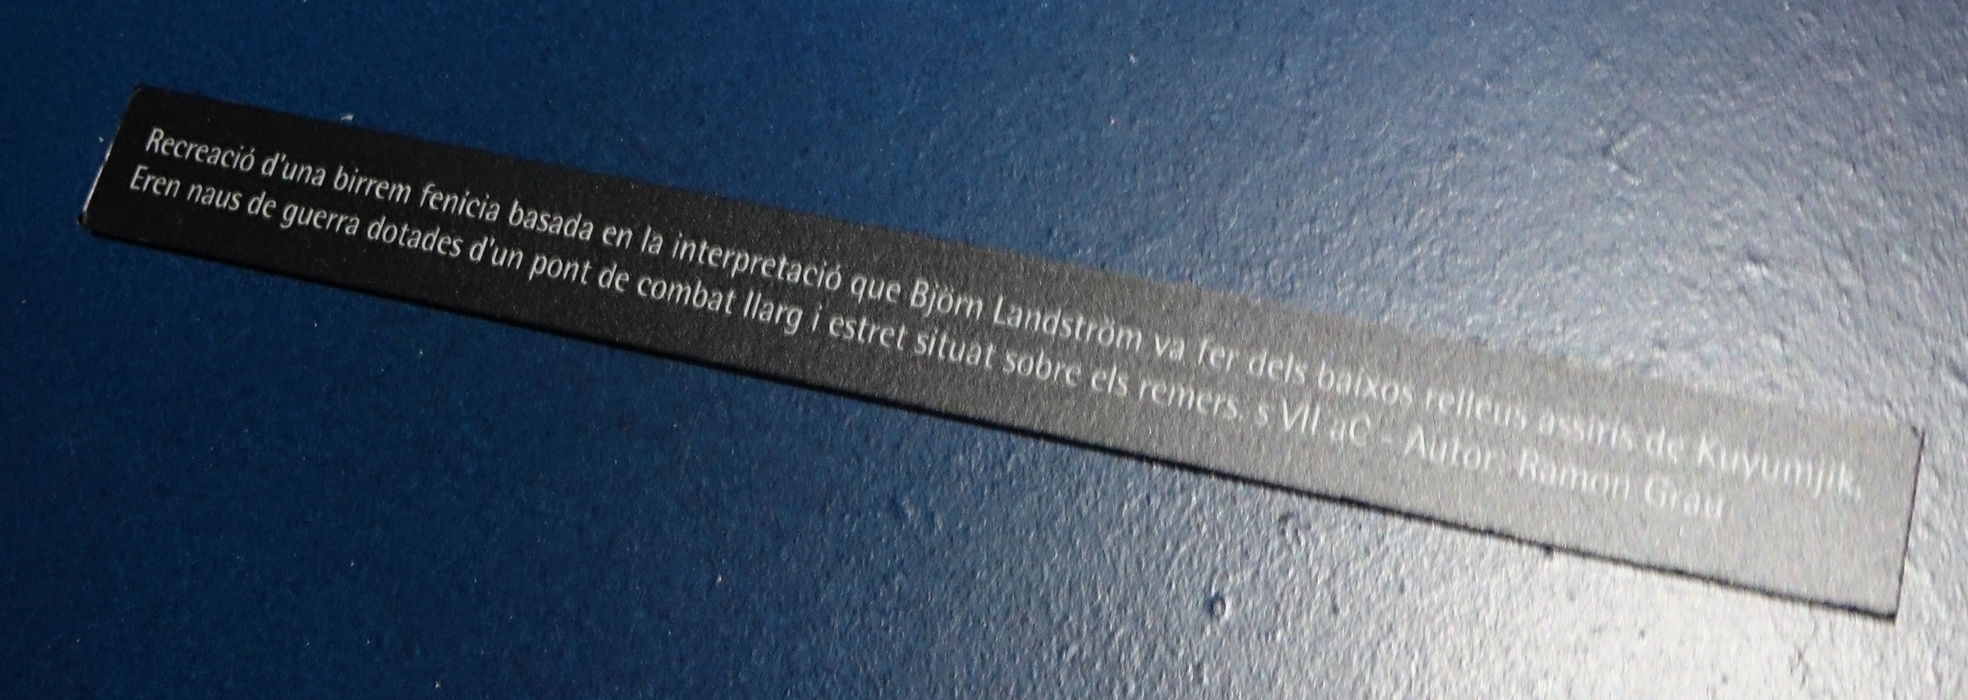 Recreació d'una birrem fenícia basada en la interpretació que Björn Landström va fer dels baixos relleus assiris de Kuyumjik.
Eren naus de guerra dotades d'un pont de combat llarg i estret situat sobre els remers. s VII aC - Autor: Ramon Grau